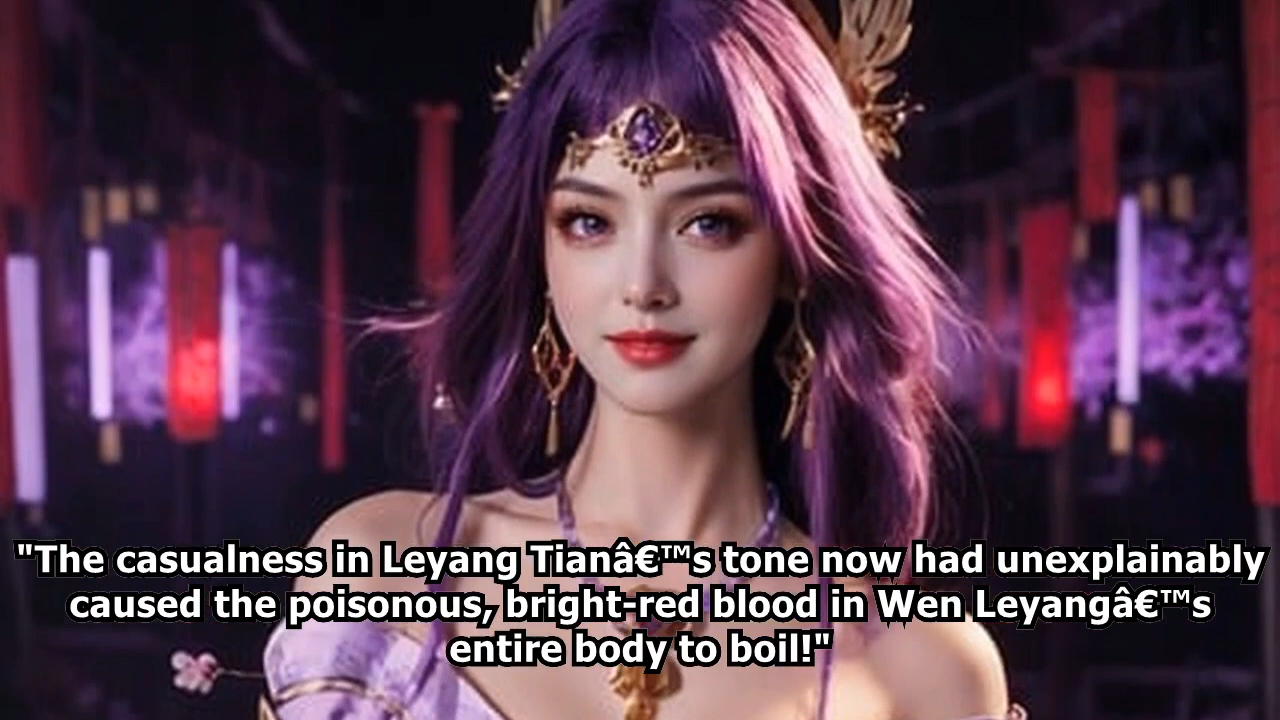 "The casualness in Leyang Tianâ€™s tone now had unexplainably
caused the poisonous, bright-red blood in Wen Leyangâ€™s
entire body to boil!"